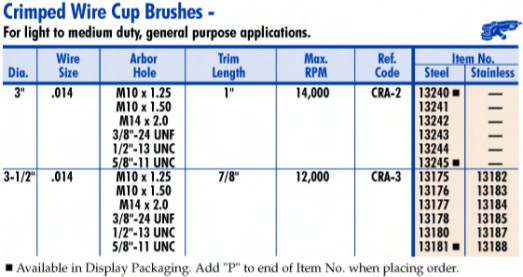 Crimped Wire Cup Brushes -
For light to medium duty, general purpose applications.
Wire Arbor Trim Max. Ref. Item No.
Dia. Size Hole Length RPM Code Steel Stainless
3" .014 M10 x 1.25 1" 14,000 CRA-2 13240 ■ —
M10 x 1.50 13241 —
M14 x 2.0 13242 —
3/8"-24 UNF 13243 —
1/2"-13 UNC 13244 —
5/8"-11 UNC 13245 ■ —
3-1/2" .014 M10 x 1.25 7/8" 12,000 CRA-3 13175 13182
M10 x 1.50 13176 13183
M14 x 2.0 13177 13184
3/8"-24 UNF 13178 13185
1/2"-13 UNC 13180 13187
5/8"-11 UNC 13181 ■ 13188
■ Available in Display Packaging. Add "P" to end of Item No. when placing order.